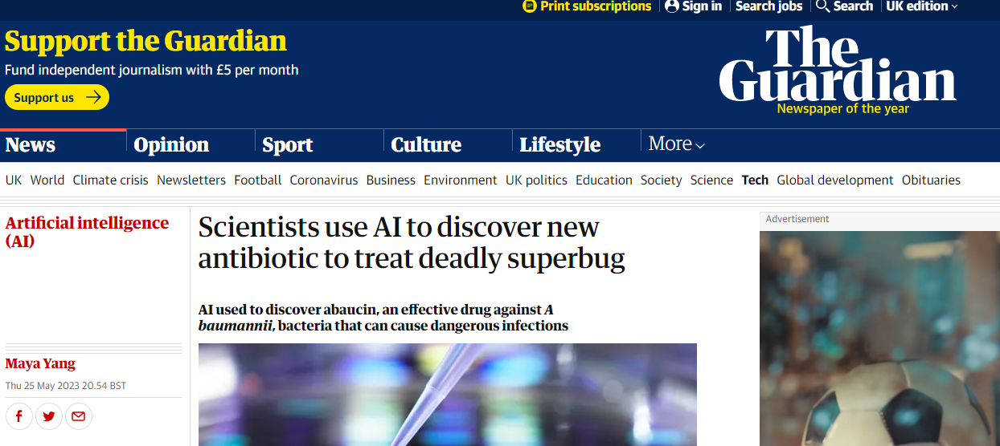 Print subscriptions Sign in Search jobs Search UK edition
Support the Guardian
Fund independent journalism with £5 per month
Support us
The
Guardian
Newspaper of the year
News Opinion Sport Culture Lifestyle More
UK World Climate crisis Newsletters Football Coronavirus Business Environment UK politics Education Society Science Tech Global development Obituaries
Artificial intelligence
(AI)
Scientists use AI to discover new
antibiotic to treat deadly superbug
AI used to discover abaucin, an effective drug against A
baumannii, bacteria that can cause dangerous infections
Maya Yang
Thu 25 May 2023 20.54 BST
Advertisement